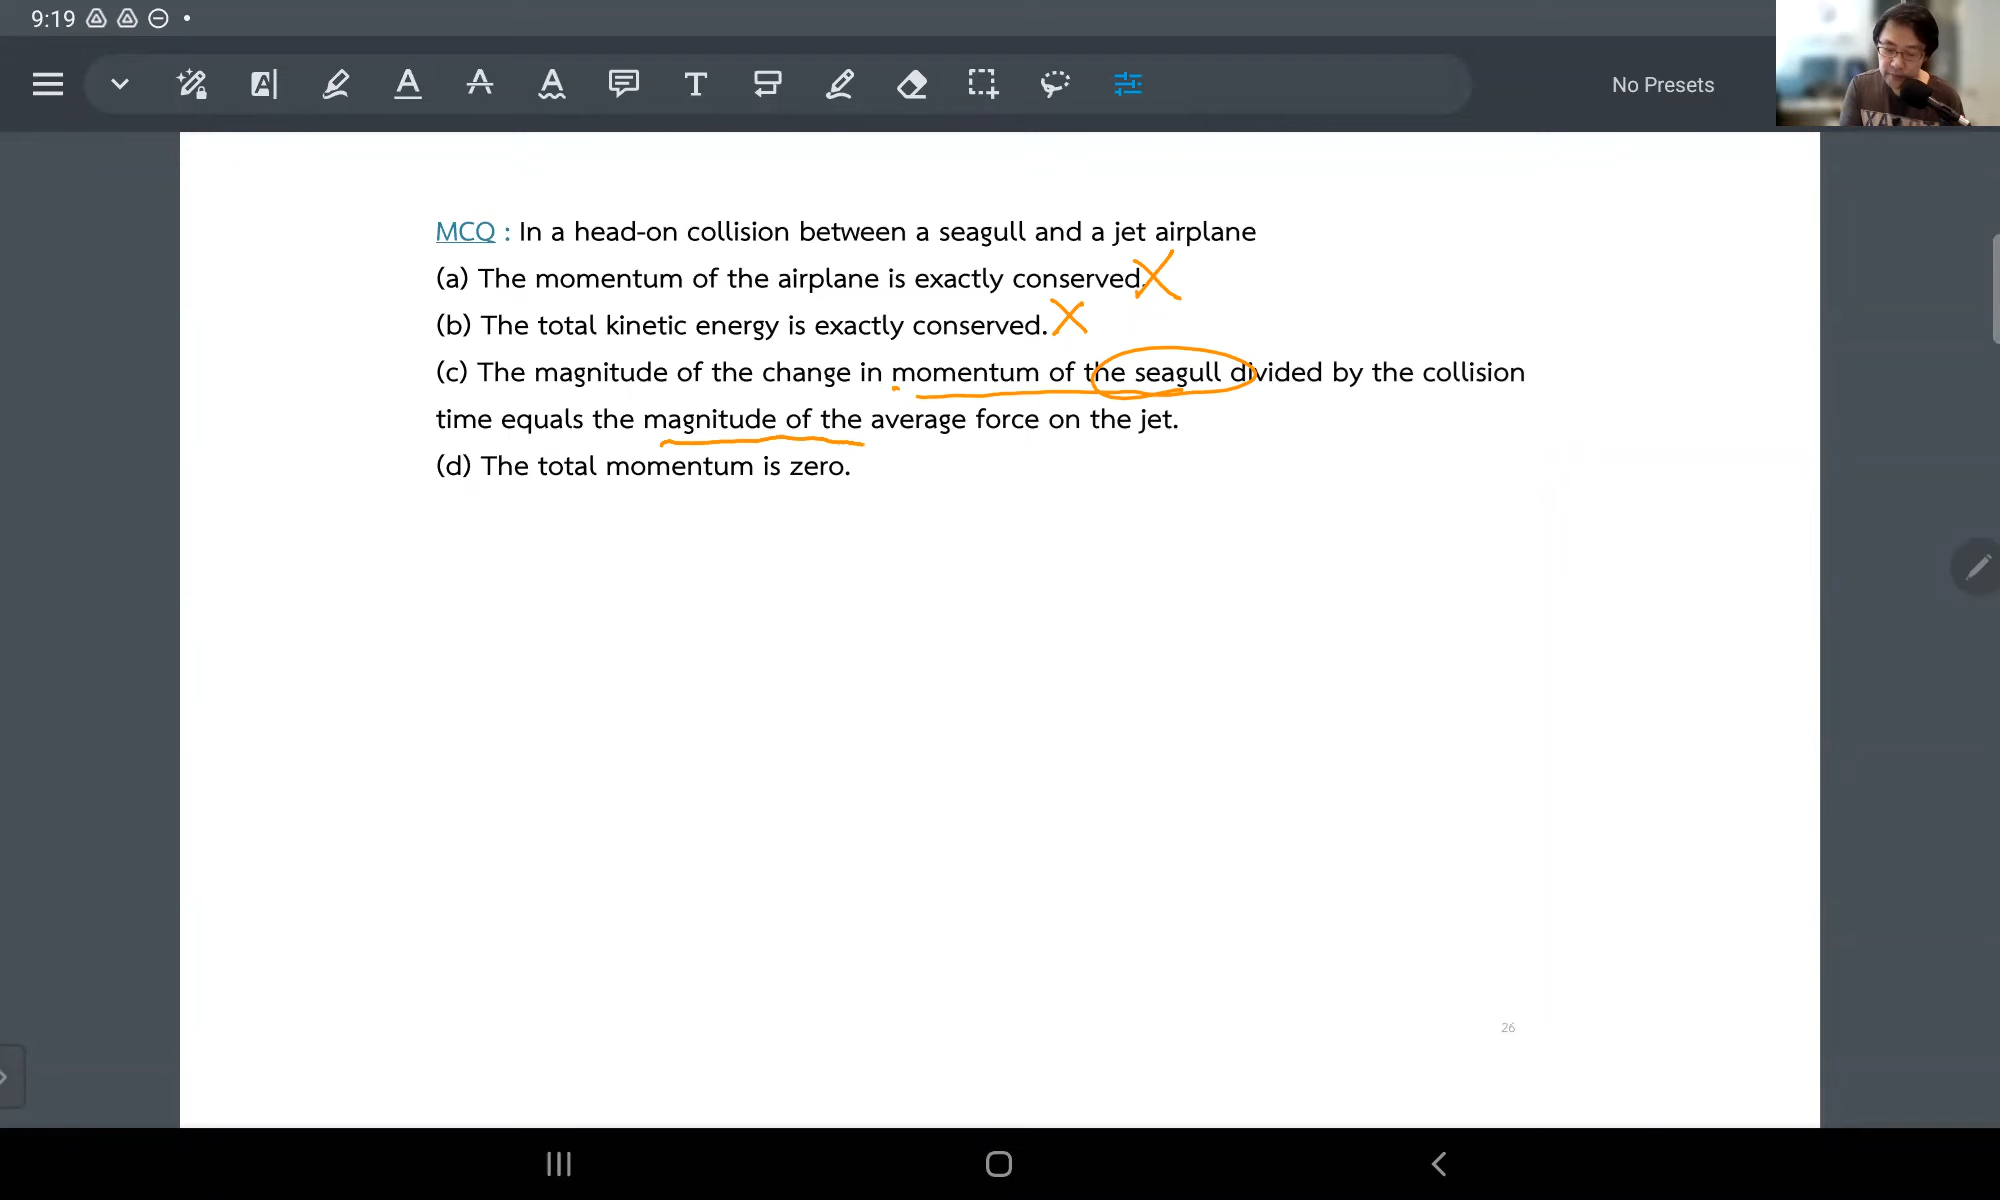 9:19
No Presets
MCQ : In a head-on collision between a seagull and a jet airplane
(a) The momentum of the airplane is exactly conserved.
(b) The total kinetic energy is exactly conserved.
(c) The magnitude of the change in momentum of the seagull divided by the collision
time equals the magnitude of the average force on the jet.
(d) The total momentum is zero.
26